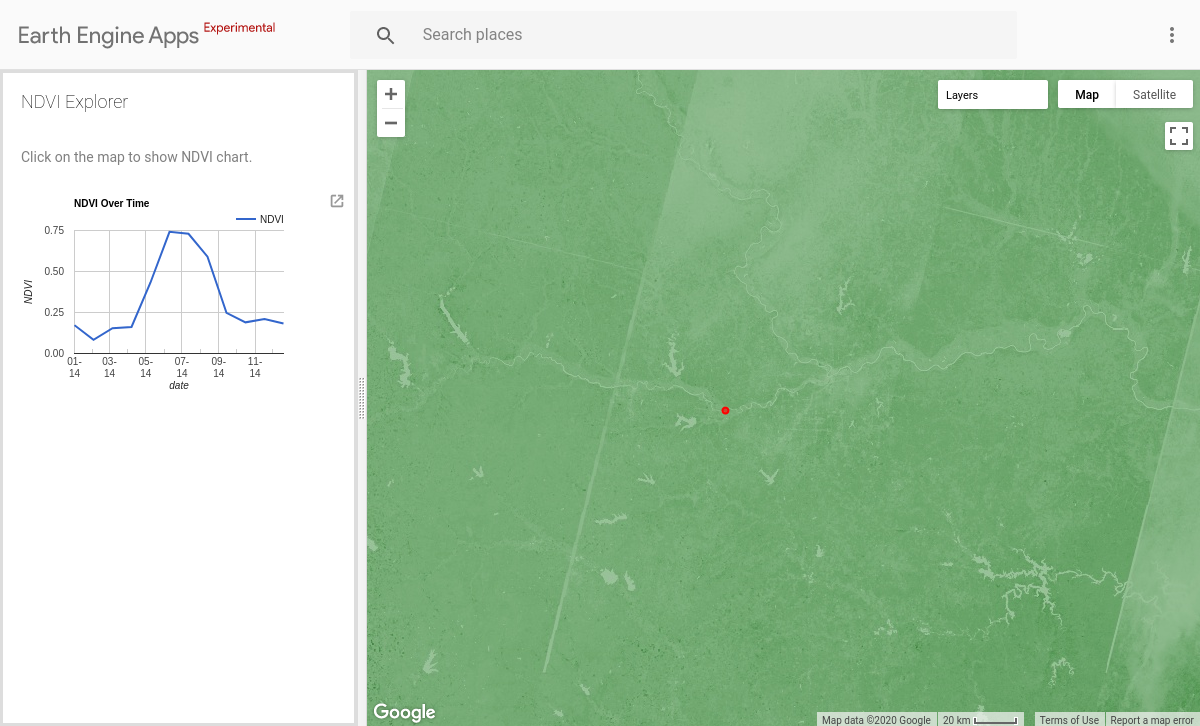 Earth Engine Apps Experimental
Search places
NDVI Explorer
Click on the map to show NDVI chart.
NDVI Over Time
NDVI
0.75
0.50
0.25
0.00
NDVI
01-14 03-14 05-14 07-14 09-14 11-14
date
+
−
Layers
Map Satellite
Google
Map data ©2020 Google 20 km Terms of Use Report a map error